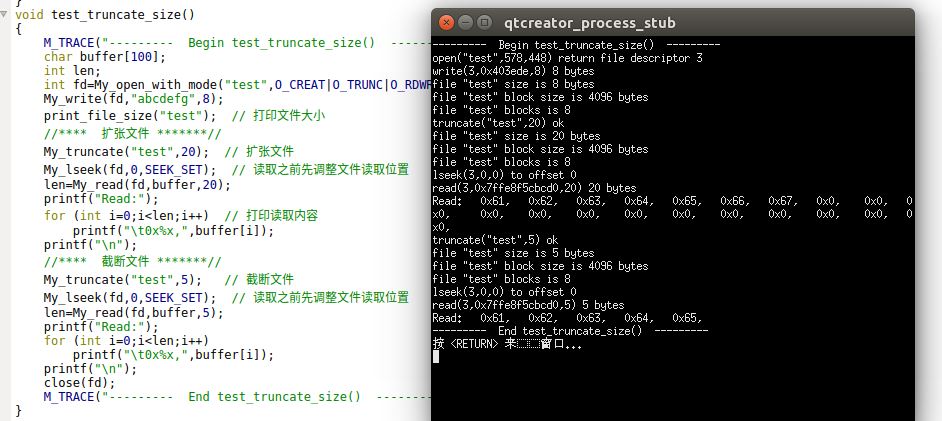 }
void test_truncate_size()
{
M_TRACE("---------  Begin test_truncate_size()  -------
char buffer[100];
int len;
int fd=My_open_with_mode("test",O_CREAT|O_TRUNC|O_RDWR
My_write(fd,"abcdefg",8);
print_file_size("test");  // 打印文件大小
//****  扩张文件 *******//
My_truncate("test",20);  // 扩张文件
My_lseek(fd,0,SEEK_SET);  // 读取之前先调整文件读取位置
len=My_read(fd,buffer,20);
printf("Read:");
for (int i=0;i<len;i++)  // 打印读取内容
printf("\t0x%x,",buffer[i]);
printf("\n");
//****  截断文件 *******//
My_truncate("test",5);   // 截断文件
My_lseek(fd,0,SEEK_SET);  // 读取之前先调整文件读取位置
len=My_read(fd,buffer,5);
printf("Read:");
for (int i=0;i<len;i++)
printf("\t0x%x,",buffer[i]);
printf("\n");
close(fd);
M_TRACE("---------  End test_truncate_size()  --------
}
qtcreator_process_stub
---------  Begin test_truncate_size()  ---------
open("test",578,448) return file descriptor 3
write(3,0x403ede,8) 8 bytes
file "test" size is 8 bytes
file "test" block size is 4096 bytes
file "test" blocks is 8
truncate("test",20) ok
file "test" size is 20 bytes
file "test" block size is 4096 bytes
file "test" blocks is 8
lseek(3,0,0) to offset 0
read(3,0x7ffe8f5cbcd0,20) 20 bytes
Read:   0x61,   0x62,   0x63,   0x64,   0x65,   0x66,   0x67,   0x0,    0x0,    0
x0,     0x0,    0x0,    0x0,    0x0,    0x0,    0x0,    0x0,    0x0,    0x0,    0
x0,
truncate("test",5) ok
file "test" size is 5 bytes
file "test" block size is 4096 bytes
file "test" blocks is 8
lseek(3,0,0) to offset 0
read(3,0x7ffe8f5cbcd0,5) 5 bytes
Read:   0x61,   0x62,   0x63,   0x64,   0x65,
---------  End test_truncate_size()  ---------
按 <RETURN> 来窗口...